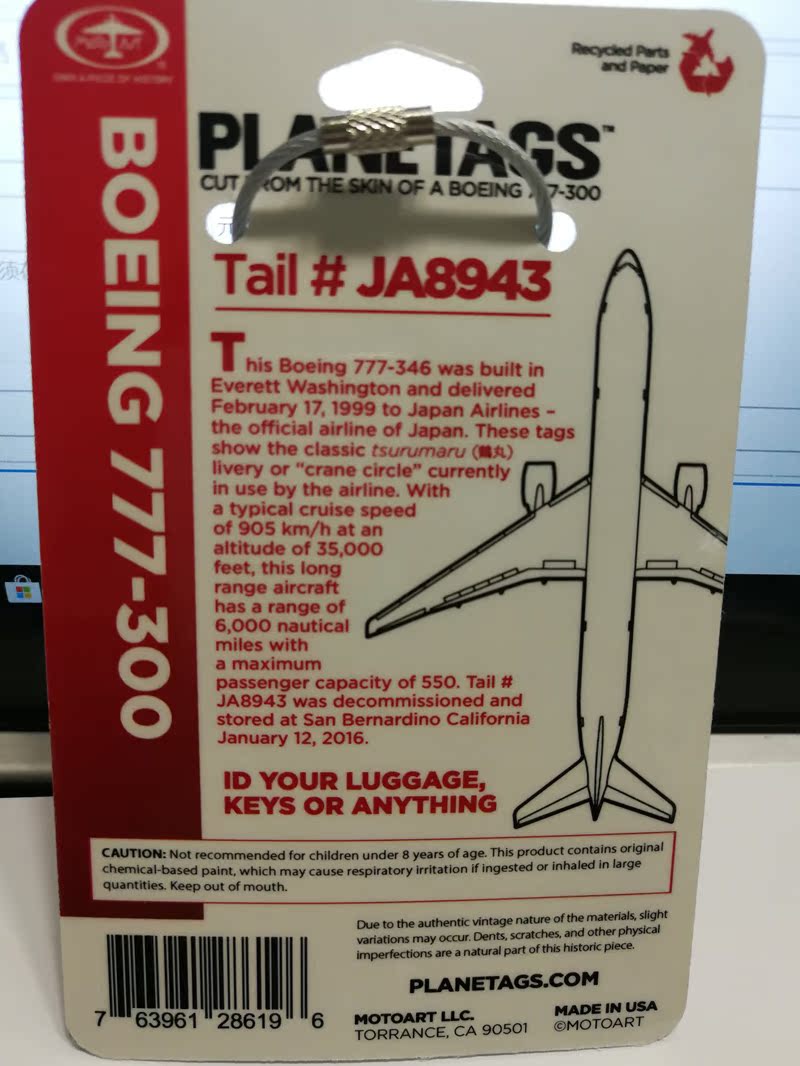 MotoArt
OWN A PIECE OF HISTORY
Recycled Parts
and Paper
PLANETAGS™
CUT FROM THE SKIN OF A BOEING 777-300
BOEING 777-300
Tail # JA8943
This Boeing 777-346 was built in
Everett Washington and delivered
February 17, 1999 to Japan Airlines –
the official airline of Japan. These tags
show the classic tsurumaru (鶴丸)
livery or “crane circle” currently
in use by the airline. With
a typical cruise speed
of 905 km/h at an
altitude of 35,000
feet, this long
range aircraft
has a range of
6,000 nautical
miles with
a maximum
passenger capacity of 550. Tail #
JA8943 was decommissioned and
stored at San Bernardino California
January 12, 2016.
ID YOUR LUGGAGE,
KEYS OR ANYTHING
CAUTION: Not recommended for children under 8 years of age. This product contains original
chemical-based paint, which may cause respiratory irritation if ingested or inhaled in large
quantities. Keep out of mouth.
Due to the authentic vintage nature of the materials, slight
variations may occur. Dents, scratches, and other physical
imperfections are a natural part of this historic piece.
PLANETAGS.COM
7 63961 28619 6
MOTOART LLC.
TORRANCE, CA 90501
MADE IN USA
©MOTOART